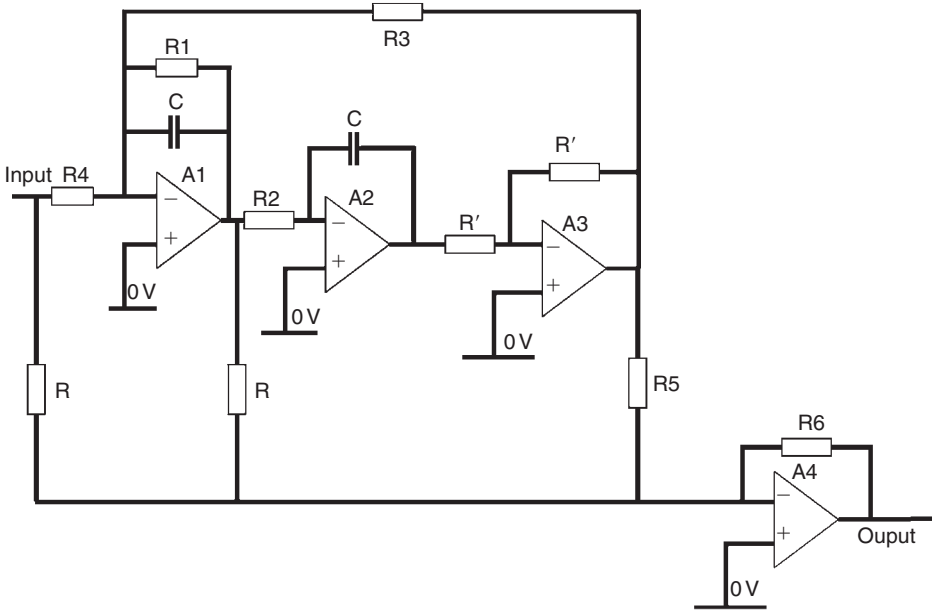 R3
R1
C
C
R′
Input
R4
A1
R2
A2
R′
A3
−
+
−
+
−
+
0 V
0 V
0 V
R
R
R5
R6
A4
−
+
Ouput
0 V